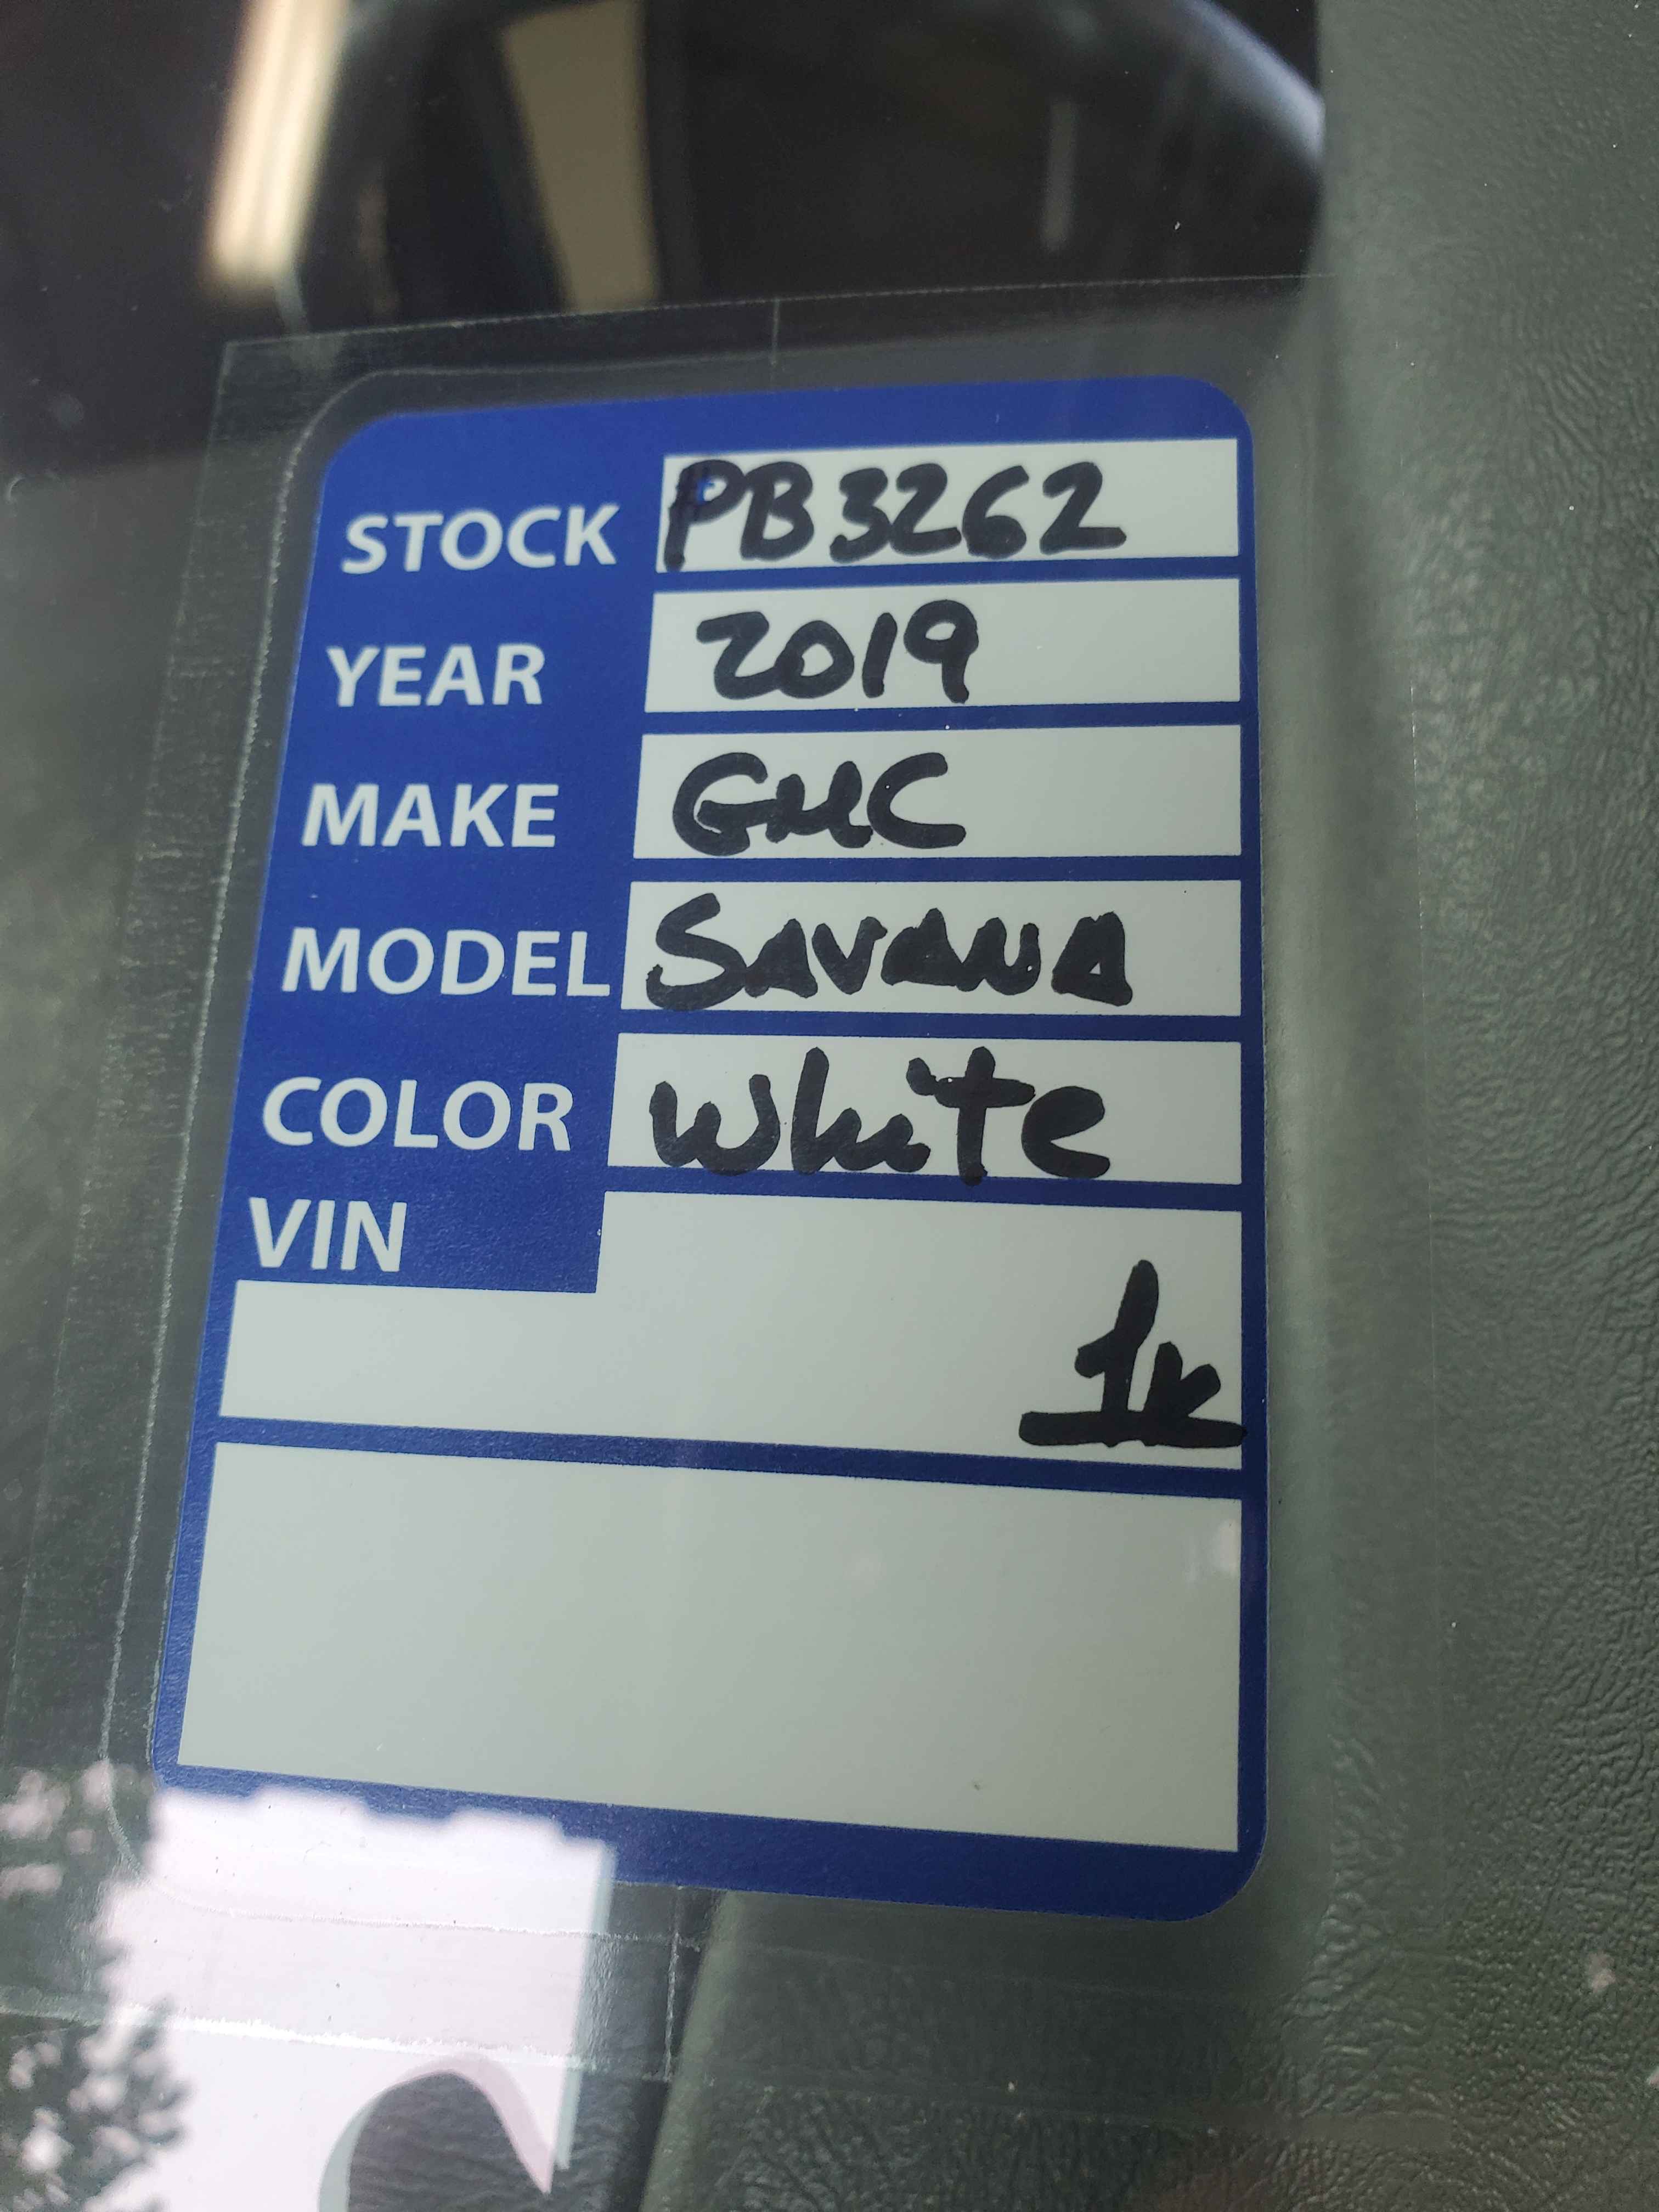 STOCK PB3262
YEAR 2019
MAKE GMC
MODEL SAVANA
COLOR White
VIN
1k